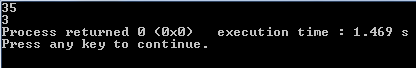 35
3
Process returned 0 (0x0)   execution time : 1.469 s
Press any key to continue.